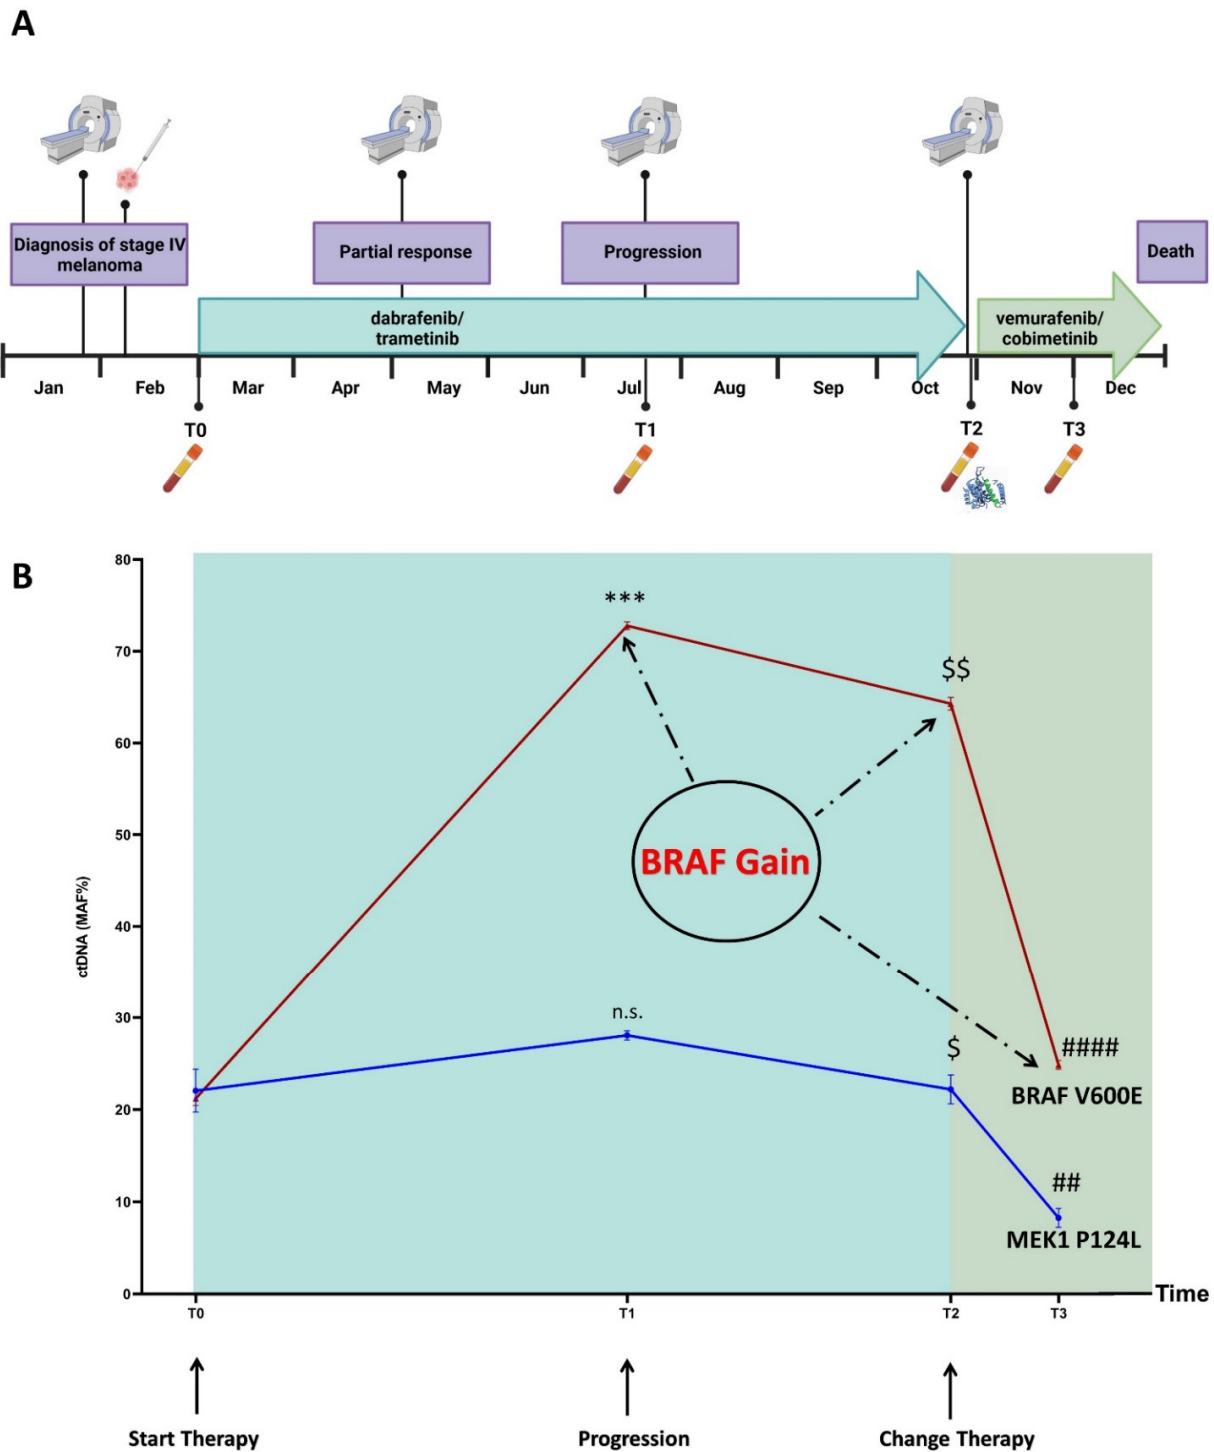 A
Diagnosis of stage IV
melanoma
Partial response
Progression
Death
dabrafenib/
trametinib
vemurafenib/
cobimetinib
Jan Feb Mar Apr May Jun Jul Aug Sep Oct Nov Dec
T0 T1 T2 T3
B
80
70
60
50
40
30
20
10
0
ctDNA (MAF%)
***
$$
BRAF Gain
n.s.
$
####
BRAF V600E
##
MEK1 P124L
Time
T0 T1 T2 T3
Start Therapy Progression Change Therapy